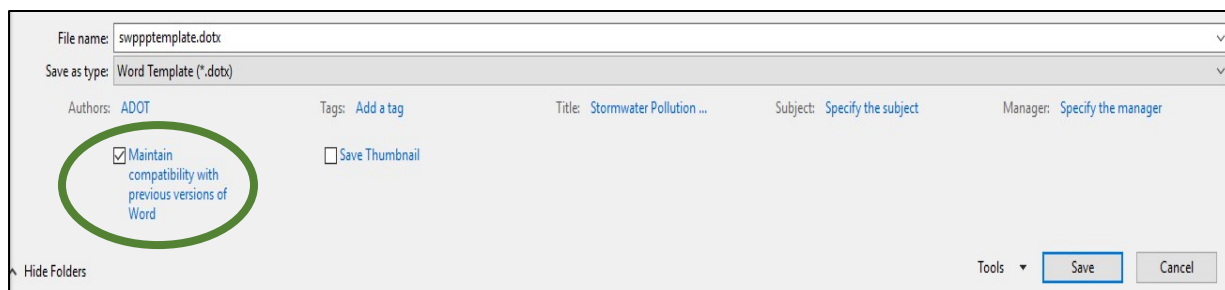 File name: swppptemplate.dotx
Save as type: Word Template (*.dotx)
Authors: ADOT Tags: Add a tag Title: Stormwater Pollution ... Subject: Specify the subject Manager: Specify the manager
Maintain compatibility with previous versions of Word
Save Thumbnail
Hide Folders Tools Save Cancel